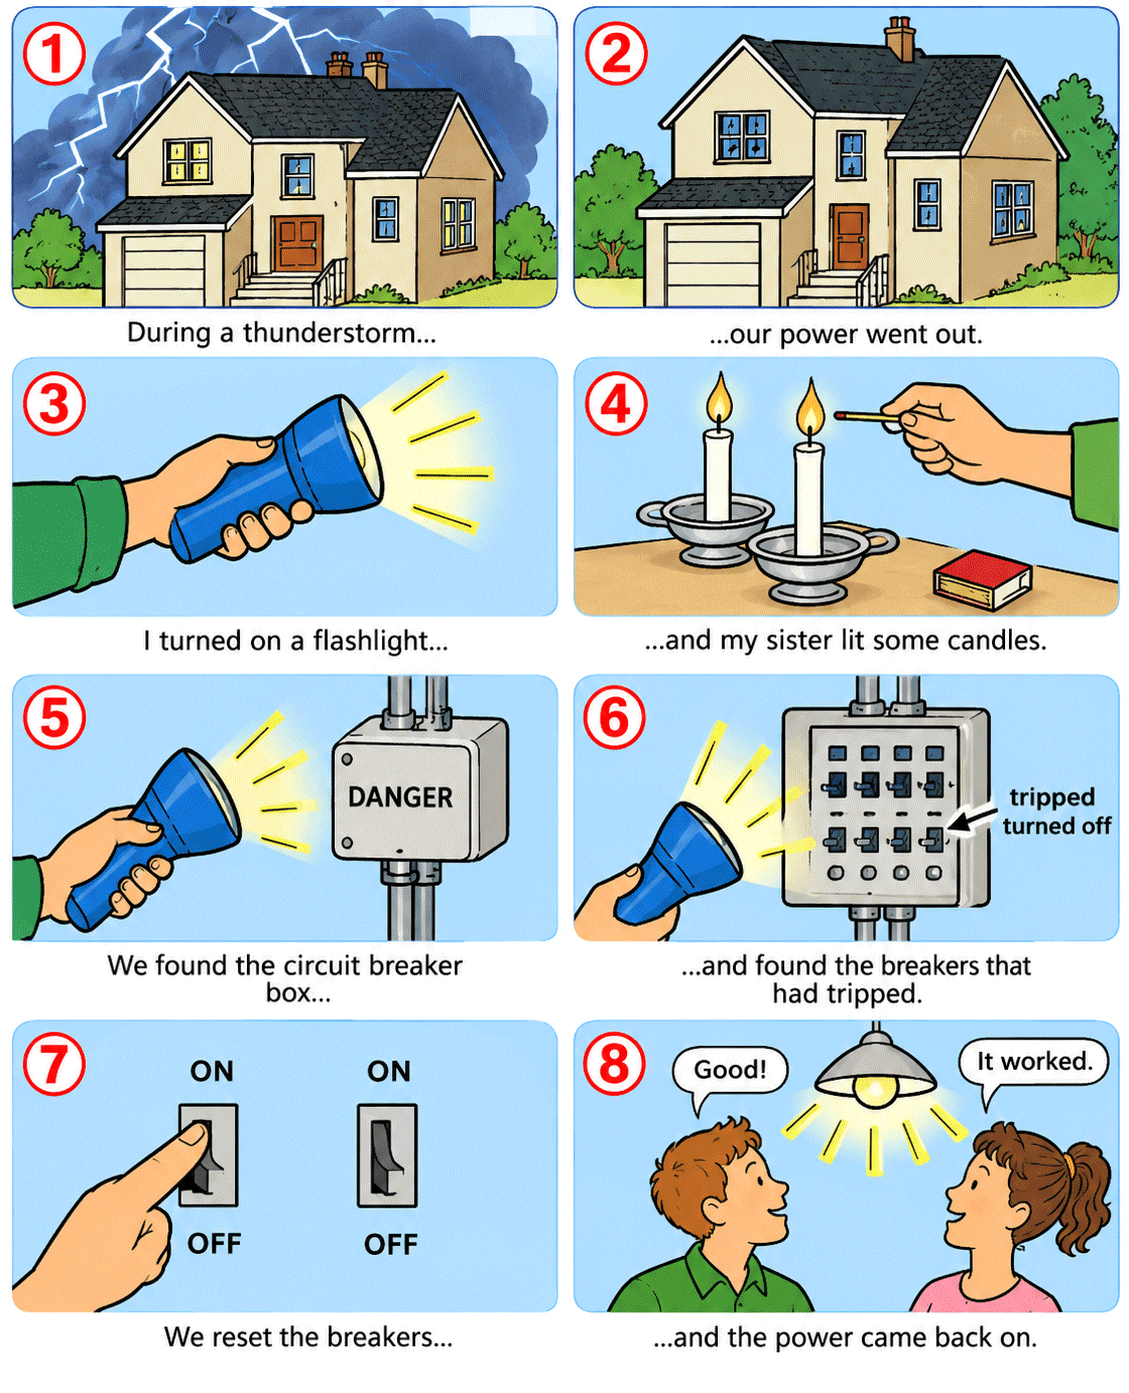 1
2
During a thunderstorm...
...our power went out.
3
4
I turned on a flashlight...
...and my sister lit some candles.
5
DANGER
6
tripped
turned off
We found the circuit breaker
box...
...and found the breakers that
had tripped.
7
ON
ON
OFF
OFF
8
Good!
It worked.
We reset the breakers...
...and the power came back on.